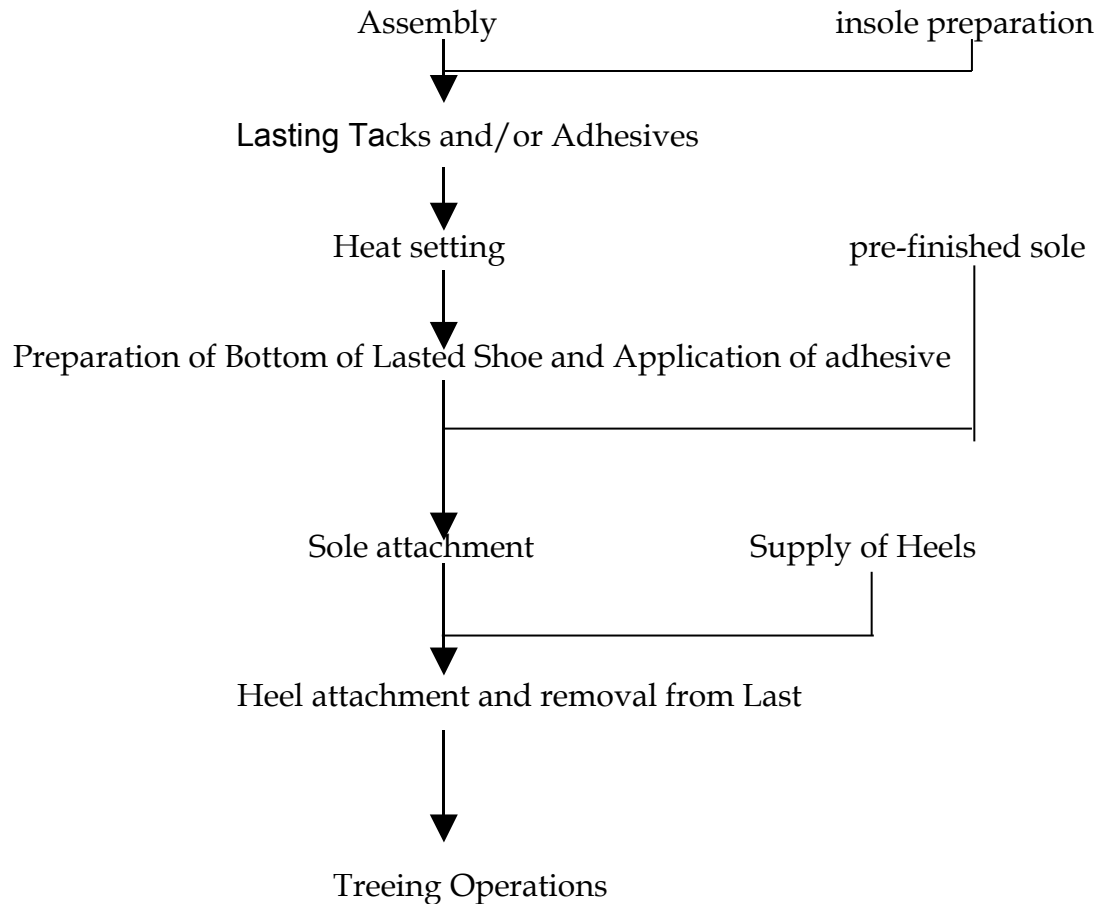 Assembly
insole preparation
Lasting Tacks and/or Adhesives
Heat setting
pre-finished sole
Preparation of Bottom of Lasted Shoe and Application of adhesive
Sole attachment
Supply of Heels
Heel attachment and removal from Last
Treeing Operations